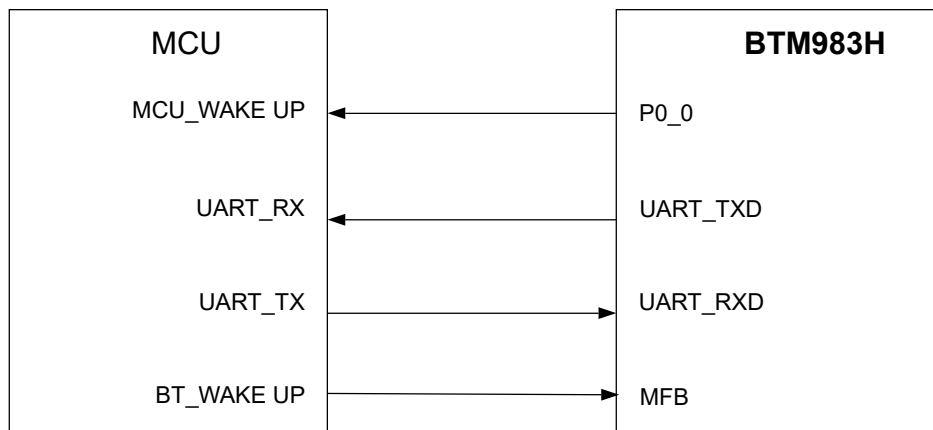 MCU
BTM983H
MCU_WAKE UP
P0_0
UART_RX
UART_TXD
UART_TX
UART_RXD
BT_WAKE UP
MFB